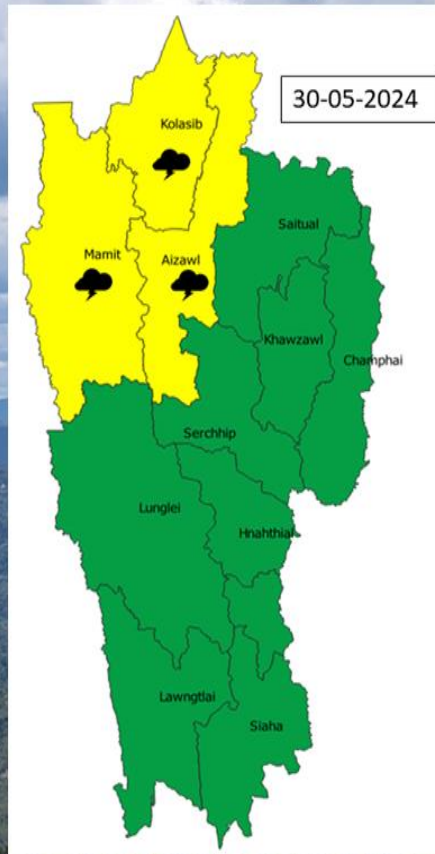 30-05-2024
Kolasib
Saitual
Mamit
Aizawl
Khawzawl
Champhai
Serchhip
Lunglei
Hnahthial
Lawngtlai
Siaha